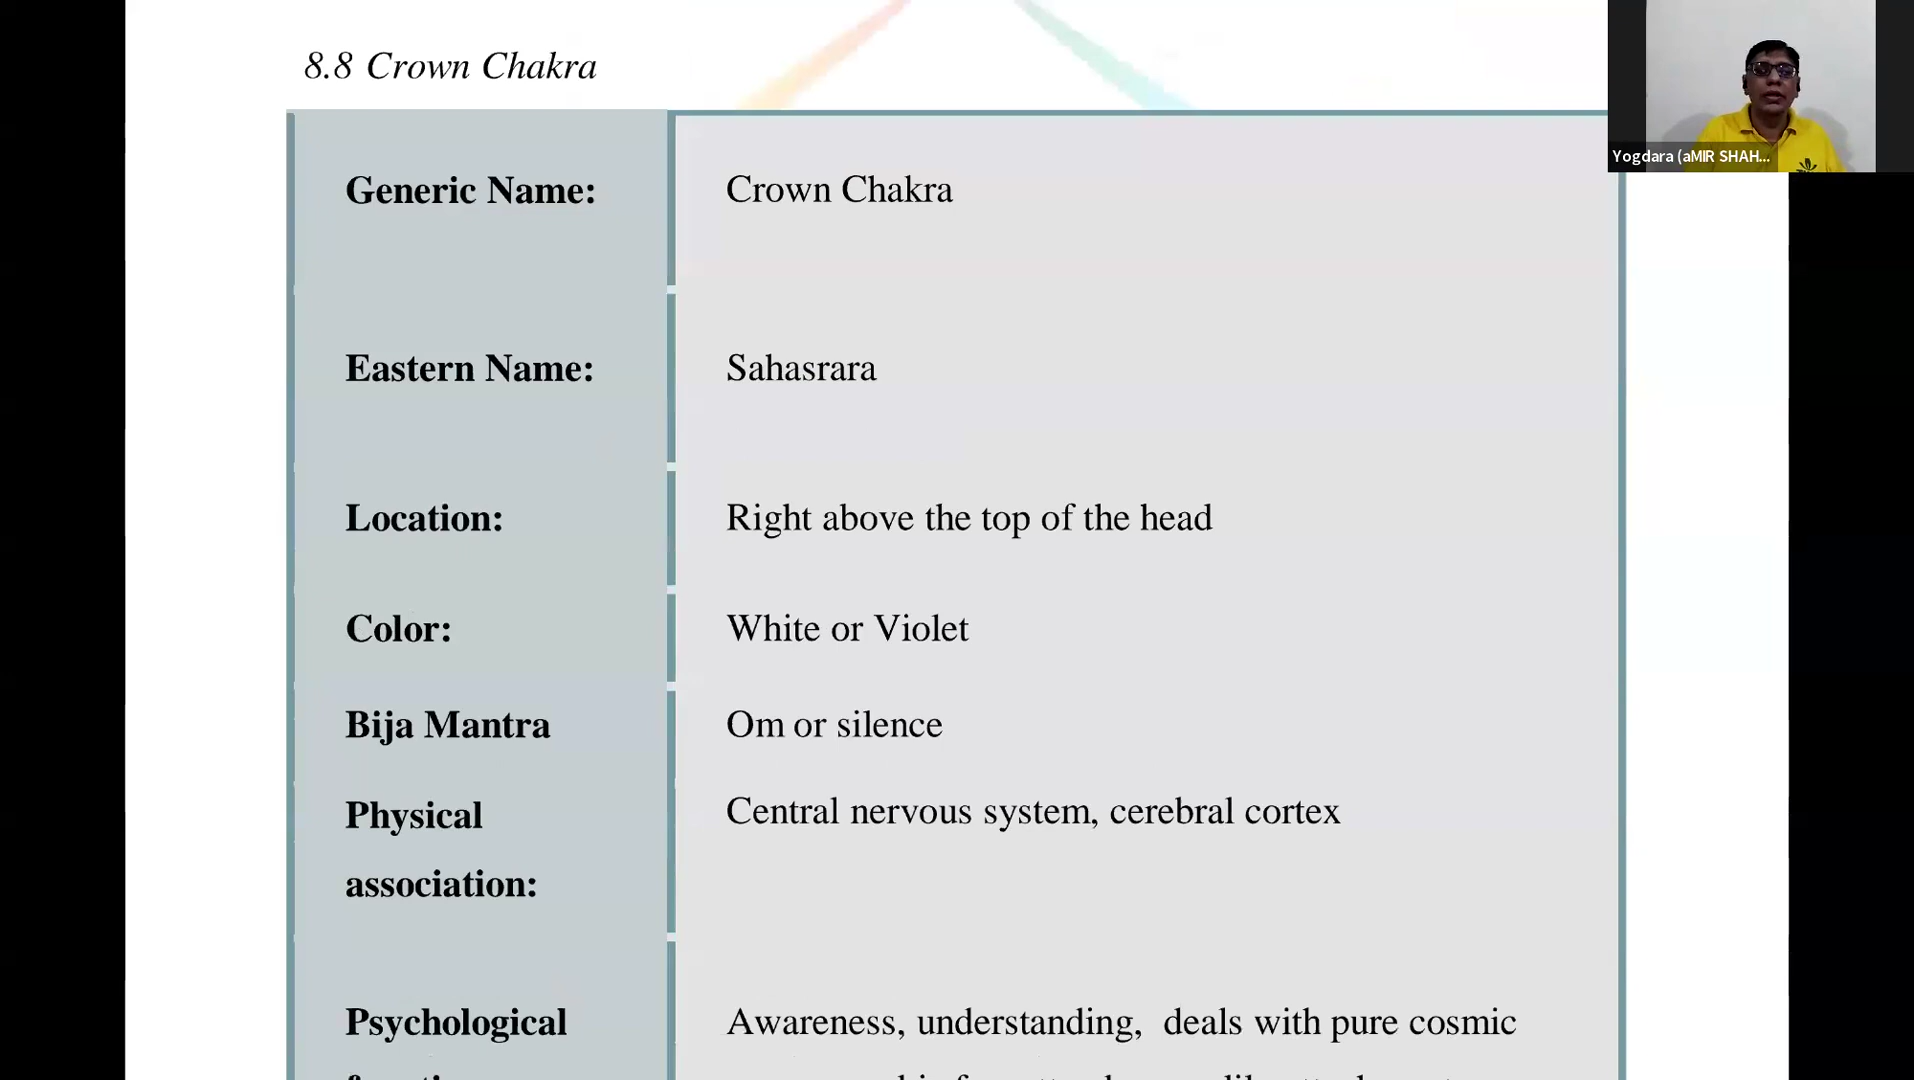 8.8 Crown Chakra
Yogdara (aMIR SHAH...
Generic Name: Crown Chakra
Eastern Name: Sahasrara
Location: Right above the top of the head
Color: White or Violet
Bija Mantra Om or silence
Physical Central nervous system, cerebral cortex
association:
Psychological Awareness, understanding, deals with pure cosmic